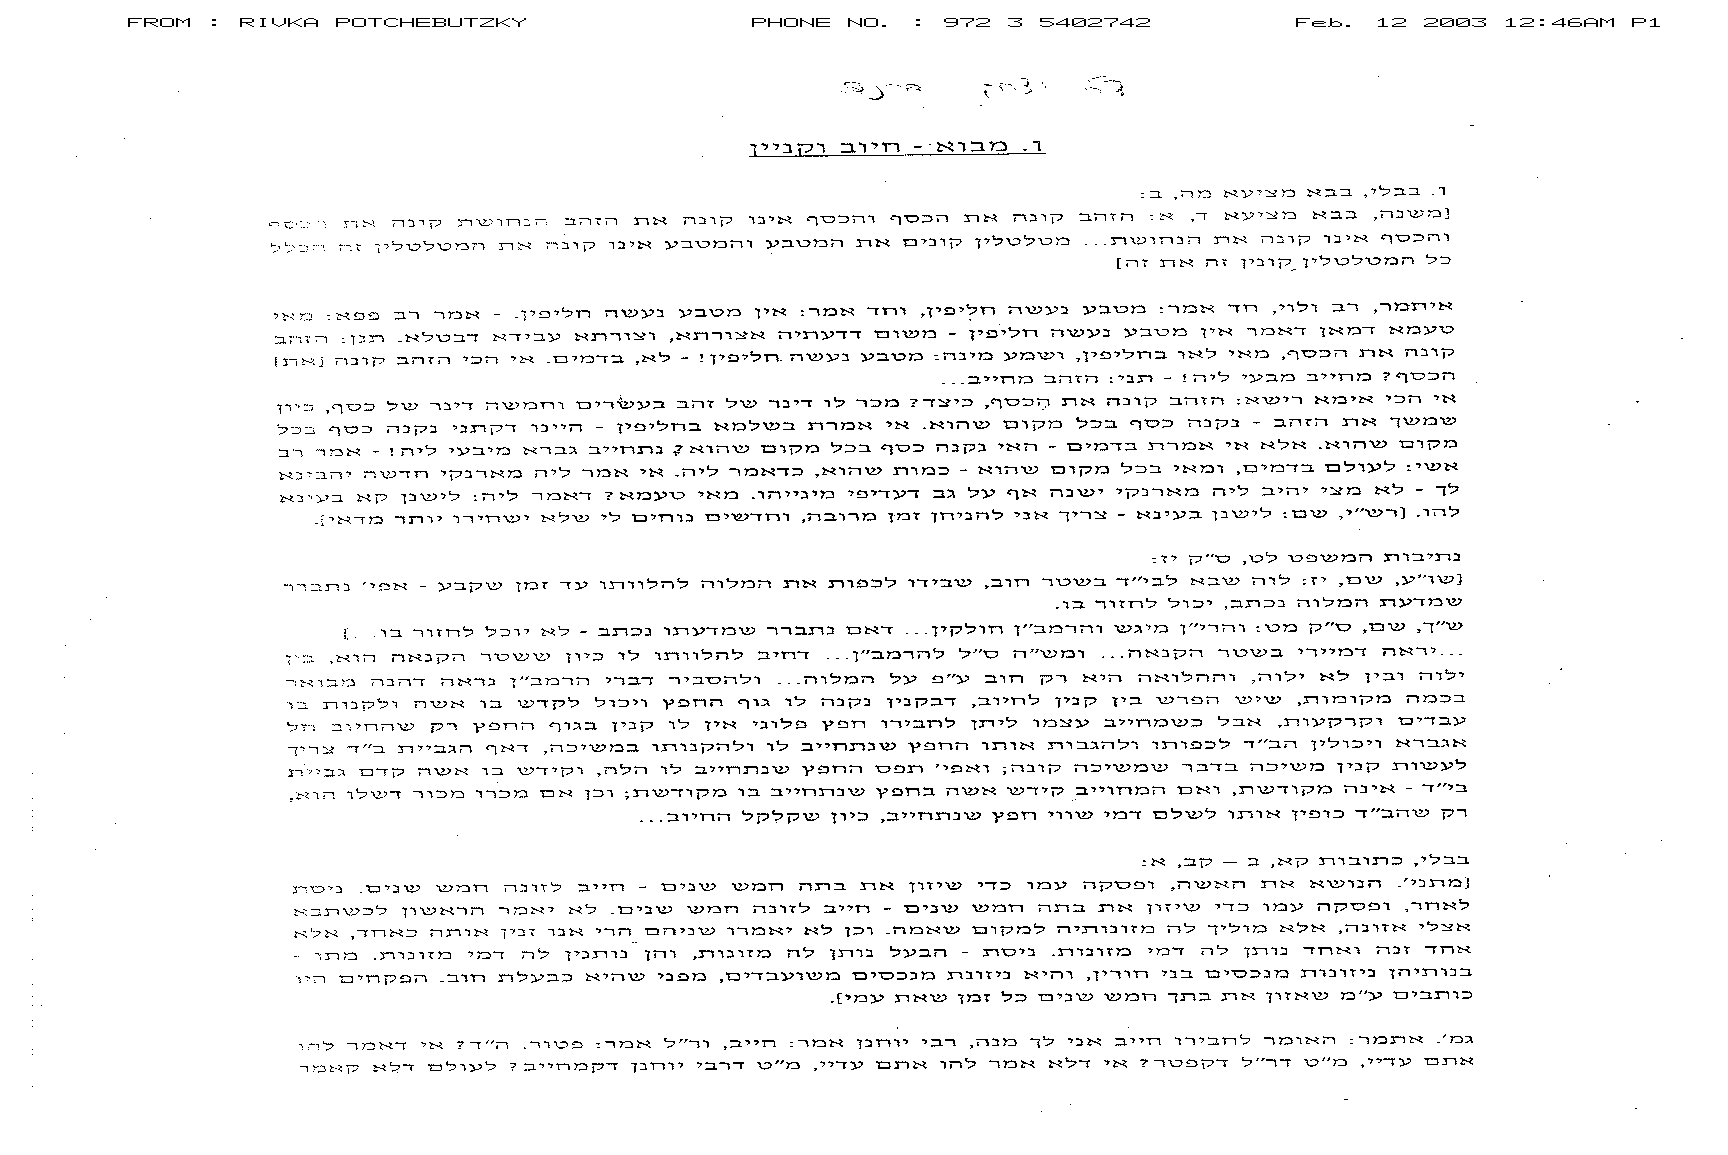 FROM : RIVKA POTCHEBUTZKY PHONE NO. : 972 3 5402742 Feb. 12 2003 12:46AM P1
ו. מבוא - חיוב וקניין
ו. בבלי, בבא מציעא מה, ב:
[משנה, בבא מציעא ד, א: הזהב קונה את הכסף והכסף אינו קונה את הזהב הנחושת קונה את הכסף
והכסף אינו קונה את הנחושת... מטלטלין קונים את המטבע והמטבע אינו קונה את המטלטלין זה הכלל
כל המטלטלין קונין זה את זה]
איתמר, רב ולוי, חד אמר: מטבע נעשה חליפין, וחד אמר: אין מטבע נעשה חליפין. - אמר רב פפא: מאי
טעמא דמאן דאמר אין מטבע נעשה חליפין - משום דדעתיה אצורתא, וצורתא עבידא דבטלא. תנן: הזהב
קונה את הכסף, מאי לאו בחליפין, ושמע מינה: מטבע נעשה חליפין! - לא, בדמים. אי הכי הזהב קונה [את]
הכסף? מחייב מבעי ליה! - תני: הזהב מחייב...
אי הכי אימא רישא: הזהב קונה את הכסף, כיצד? מכר לו דינר של זהב בעשרים וחמשה דינר של כסף, כיון
שמשך את הזהב - נקנה כסף בכל מקום שהוא. אי אמרת בשלמא בחליפין - היינו דקתני נקנה כסף בכל
מקום שהוא. אלא אי אמרת בדמים - האי נקנה כסף בכל מקום שהוא? נתחייב גברא מיבעי ליה! - אמר רב
אשי: לעולם בדמים, ומאי בכל מקום שהוא - כמות שהוא, כדאמר ליה. אי אמר ליה מארנקי חדשה יהבינא
לך - לא מצי יהיב ליה מארנקי ישנה אף על גב דעדיפי מינייהו. מאי טעמא? דאמר ליה: לישנן קא בעינא
להו. [רש"י, שם: לישנן בעינא - צריך אני להניחן זמן מרובה, וחדשים נוחים לי שלא ישחירו יותר מדאי].
נתיבות המשפט לט, ס"ק יז:
[שו"ע, שם, יז: לוה שבא לבי"ד בשטר חוב, שבידו לכפות את המלוה להלוותו עד זמן שקבע - אפי' נתברר
שמדעת המלוה נכתב, יכול לחזור בו.
ש"ך, שם, ס"ק מט: והרי"ן מיגש והרמב"ן חולקין... דאם נתברר שמדעתו נכתב - לא יוכל לחזור בו...]
...יראה דמיירי בשטר הקנאה... ומש"ה ס"ל להרמב"ן... דחיב להלוותו לו כיון ששטר הקנאה הוא, בין
ילוה ובין לא ילוה, וההלואה היא רק חוב ע"פ על המלוה... ולהסביר דברי הרמב"ן נראה דהנה מבואר
בכמה מקומות, שיש הפרש בין קנין לחיוב, דבקנין נקנה לו גוף החפץ ויכול לקדש בו אשה ולקנות בו
עבדים וקרקעות, אבל כשמחייב עצמו ליתן לחבירו חפץ פלוני אין לו קנין בגוף החפץ רק שהחיוב חל
אגברא ויכולין הב"ד לכפותו ולהגבות אותו החפץ שנתחייב לו ולהקנותו במשיכה, דאף הגביית ב"ד צריך
לעשות קנין משיכה בדבר שמשיכה קונה; ואפי' תפס החפץ שנתחייב לו הלה, וקידש בו אשה קדם גביית
בי"ד - אינה מקודשת, ואם המחוייב קידש אשה בחפץ שנתחייב בו מקודשת; וכן אם מכרו מכור דשלו הוא,
רק שהב"ד כופין אותו לשלם דמי שווי חפץ שנתחייב, כיון שקלקל החיוב...
בבלי, כתובות קא, ב – קב, א:
[מתני'. הנושא את האשה, ופסקה עמו כדי שיזון את בתה חמש שנים - חייב לזונה חמש שנים. ניסת
לאחר, ופסקה עמו כדי שיזון את בתה חמש שנים - חייב לזונה חמש שנים. לא יאמר הראשון לכשתבא
אצלי אזונה, אלא מוליך לה מזונותיה למקום שאמה. וכן לא יאמרו שניהם הרי אנו זנין אותה כאחד, אלא
אחד זנה ואחד נותן לה דמי מזונות. ניסת - הבעל נותן לה מזונות, והן נותנין לה דמי מזונות. מתו -
בנותיהן ניזונות מנכסים בני חורין, והיא ניזונת מנכסים משועבדים, מפני שהיא כבעלת חוב. הפקחים היו
כותבים ע"מ שאזון את בתך חמש שנים כל זמן שאת עמי].
גמ'. אתמר: האומר לחבירו חייב אני לך מנה, רבי יוחנן אמר: חייב, ור"ל אמר: פטור. ה"ד? אי דאמר להו
אתם עדיי, מ"ט דר"ל דקפטר? אי דלא אמר להו אתם עדיי, מ"ט דרבי יוחנן דקמחייב? לעולם דלא קאמר